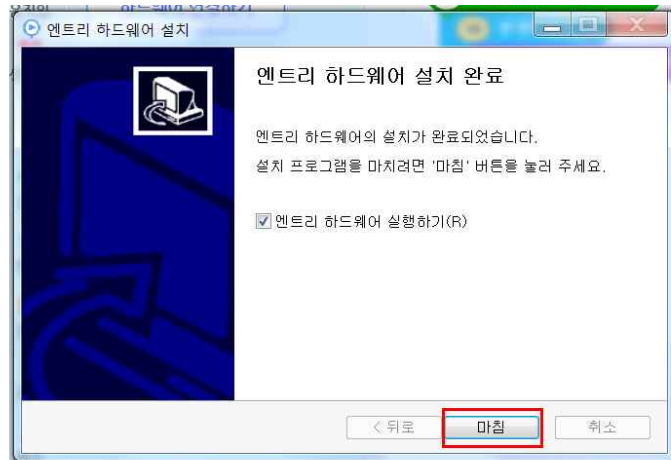 엔트리 하드웨어 설치
엔트리 하드웨어 설치 완료
엔트리 하드웨어의 설치가 완료되었습니다.
설치 프로그램을 마치려면 '마침' 버튼을 눌러 주세요.
엔트리 하드웨어 실행하기(R)
< 뒤로 마침 취소